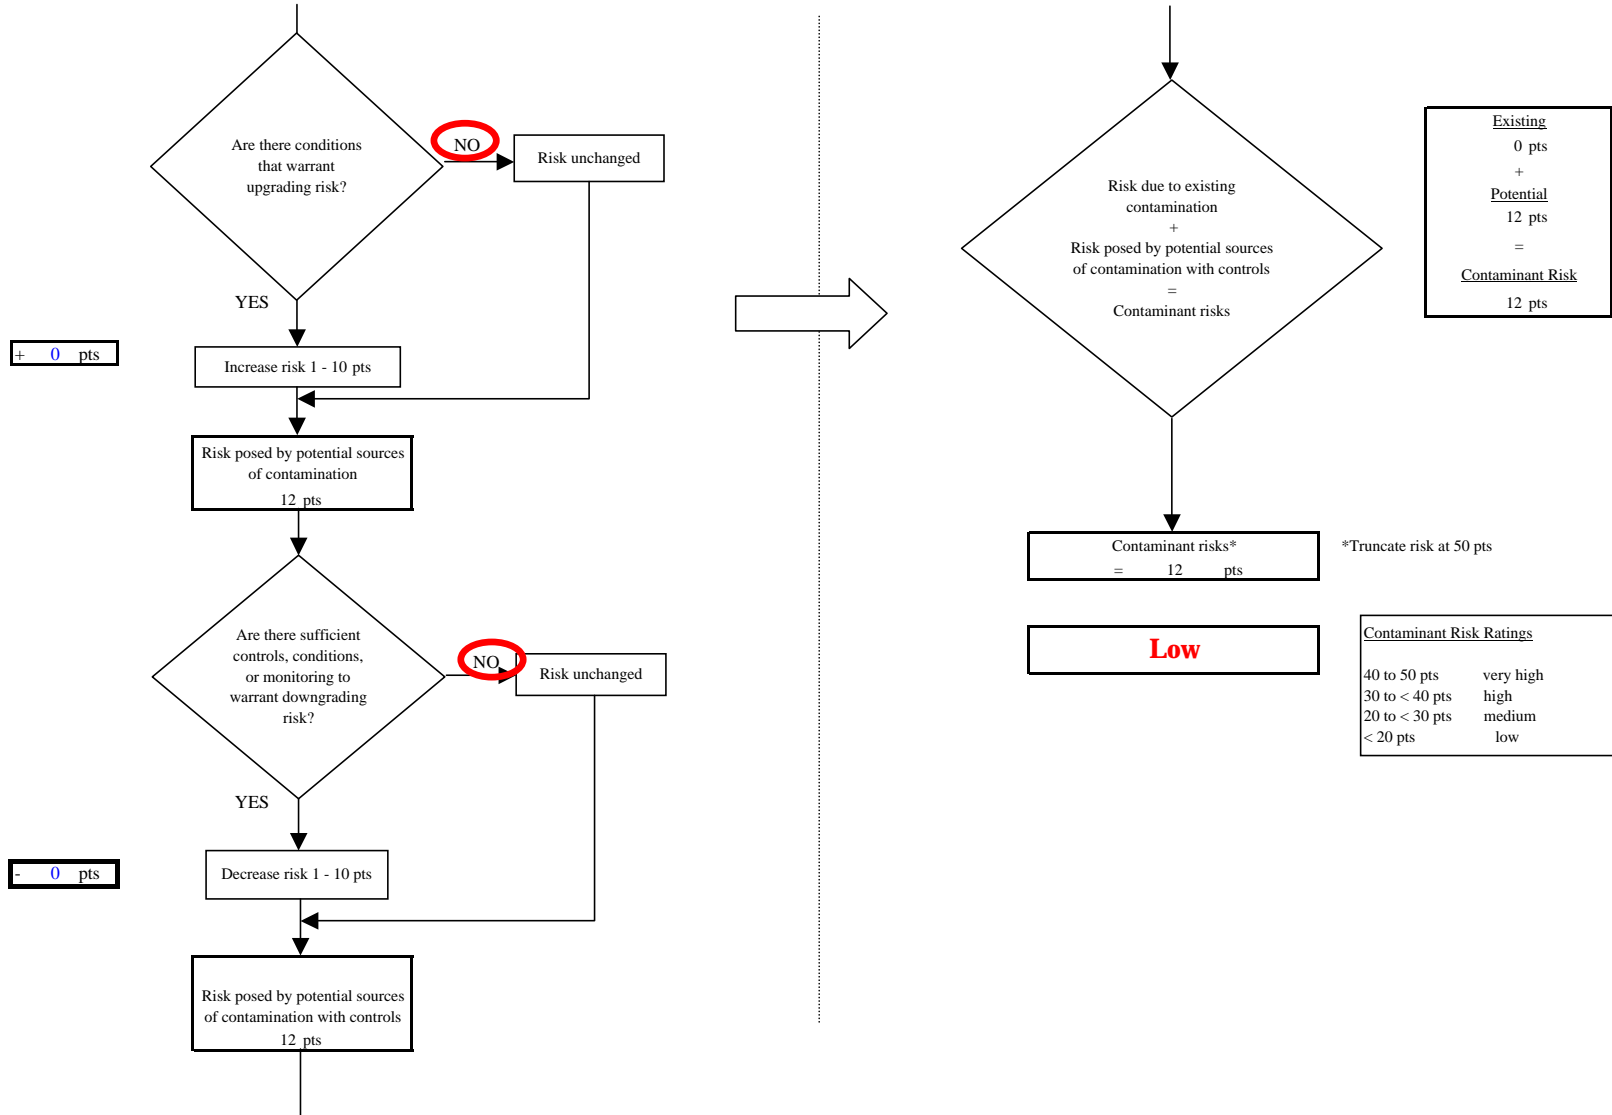 Are there conditions
that warrant
upgrading risk?
NO
Risk unchanged
YES
+ 0 pts
Increase risk 1 - 10 pts
Risk posed by potential sources
of contamination
12 pts
Are there sufficient
controls, conditions,
or monitoring to
warrant downgrading
risk?
NO
Risk unchanged
YES
- 0 pts
Decrease risk 1 - 10 pts
Risk posed by potential sources
of contamination with controls
12 pts
Risk due to existing
contamination
+
Risk posed by potential sources
of contamination with controls
=
Contaminant risks
Existing
0 pts
+
Potential
12 pts
=
Contaminant Risk
12 pts
Contaminant risks*
= 12 pts
*Truncate risk at 50 pts
Low
Contaminant Risk Ratings
40 to 50 pts very high
30 to < 40 pts high
20 to < 30 pts medium
< 20 pts low